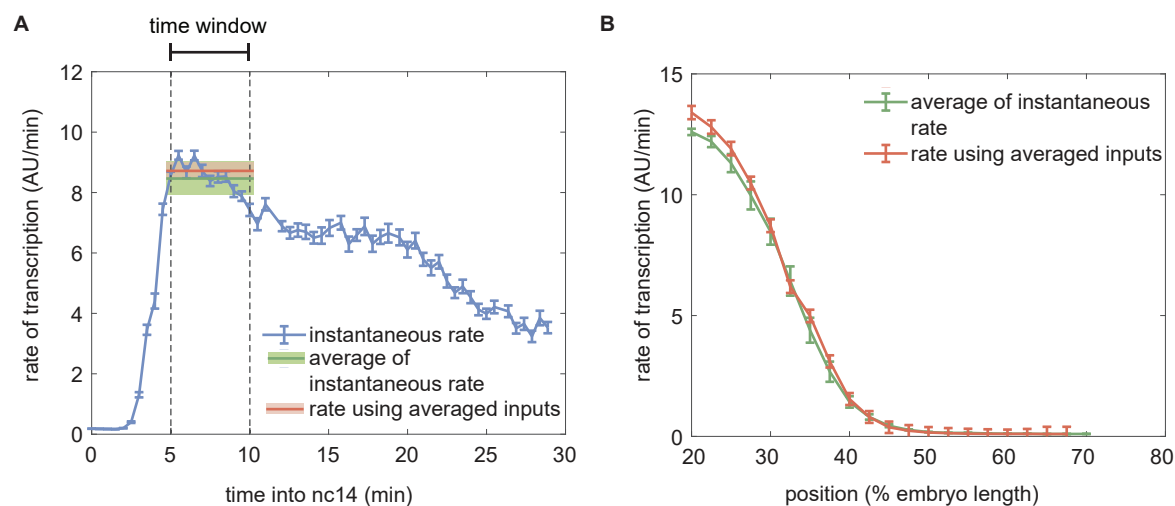 A
time window
rate of transcription (AU/min)
12
10
8
6
4
2
0
instantaneous rate
average of
instantaneous rate
rate using averaged inputs
0 5 10 15 20 25 30
time into nc14 (min)
B
rate of transcription (AU/min)
15
10
5
0
average of instantaneous
rate
rate using averaged inputs
20 30 40 50 60 70 80
position (% embryo length)